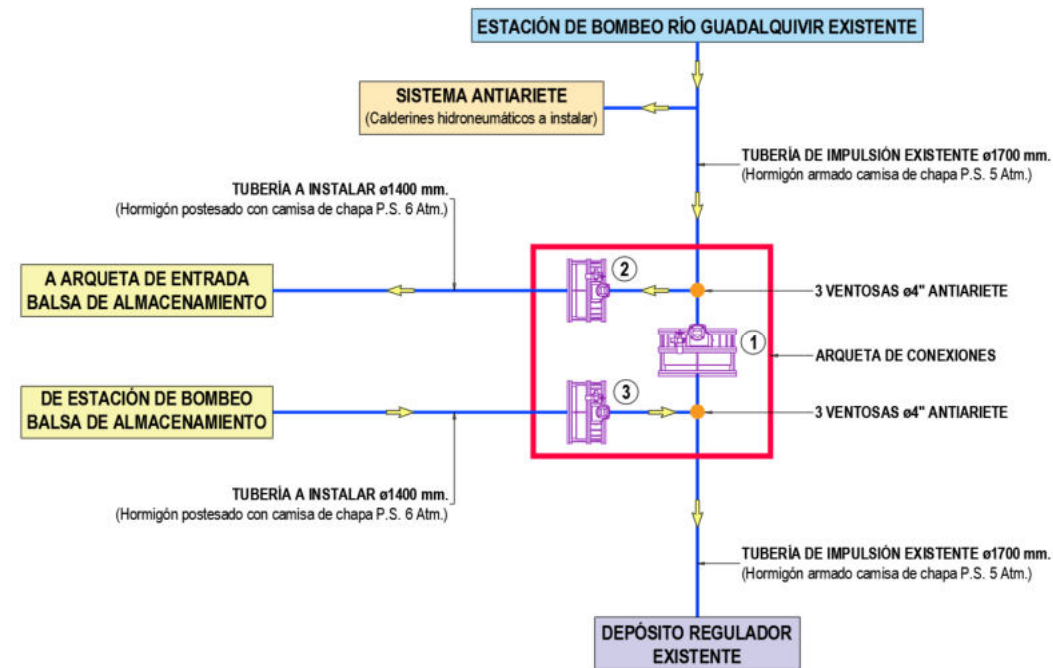 ESTACIÓN DE BOMBEO RÍO GUADALQUIVIR EXISTENTE
SISTEMA ANTIARIETE
(Calderines hidroneumáticos a instalar)
TUBERÍA DE IMPULSIÓN EXISTENTE ø1700 mm.
(Hormigón armado camisa de chapa P.S. 5 Atm.)
TUBERÍA A INSTALAR ø1400 mm.
(Hormigón postesado con camisa de chapa P.S. 6 Atm.)
A ARQUETA DE ENTRADA
BALSA DE ALMACENAMIENTO
2
3 VENTOSAS ø4" ANTIARIETE
1
ARQUETA DE CONEXIONES
DE ESTACIÓN DE BOMBEO
BALSA DE ALMACENAMIENTO
3
3 VENTOSAS ø4" ANTIARIETE
TUBERÍA A INSTALAR ø1400 mm.
(Hormigón postesado con camisa de chapa P.S. 6 Atm.)
TUBERÍA DE IMPULSIÓN EXISTENTE ø1700 mm.
(Hormigón armado camisa de chapa P.S. 5 Atm.)
DEPÓSITO REGULADOR
EXISTENTE